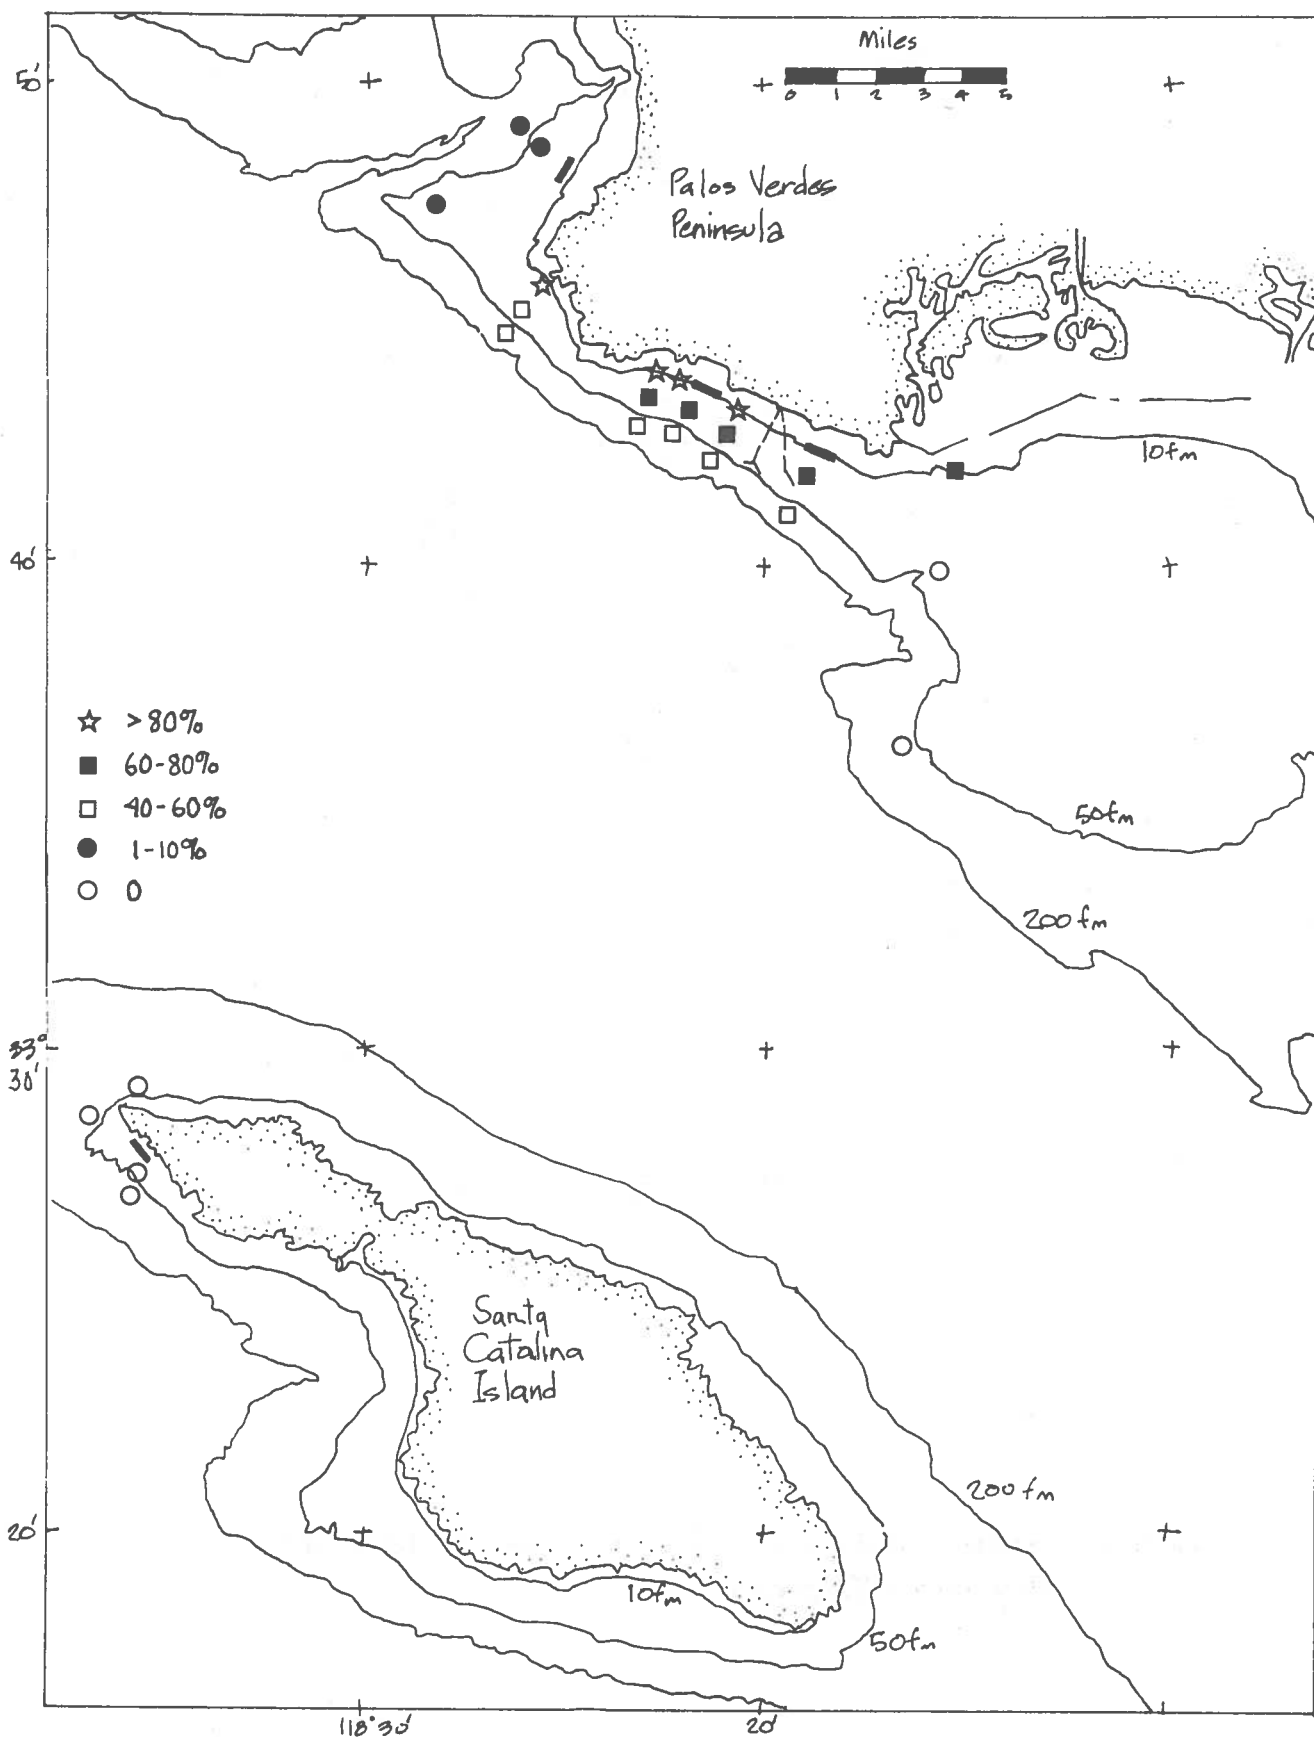 Miles
0 1 2 3 4 5
50'
Palos Verdes
Peninsula
10fm
40'
>80%
60-80%
40-60%
1-10%
0
50fm
200fm
33°
30'
Santa
Catalina
Island
200fm
20'
10fm
50fm
118°30'
20'